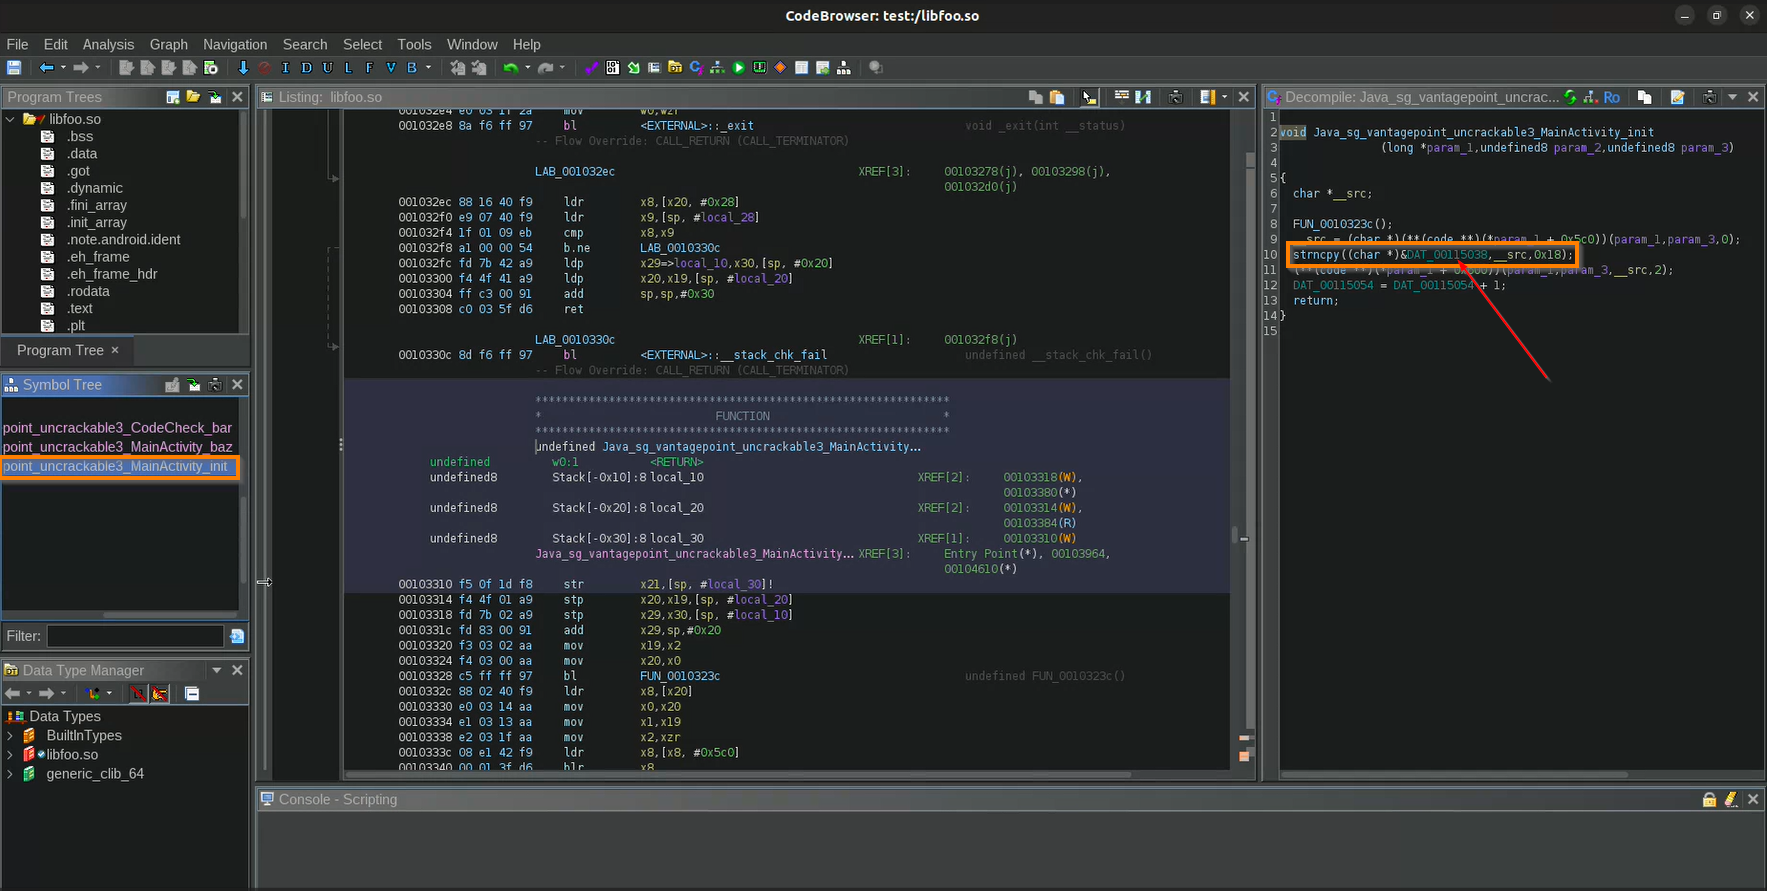 CodeBrowser: test:/libfoo.so
File Edit Analysis Graph Navigation Search Select Tools Window Help
I D U L F V B
Program Trees
libfoo.so
.bss
.data
.got
.dynamic
.fini_array
.init_array
.note.android.ident
.eh_frame
.eh_frame_hdr
.rodata
.text
.plt
Program Tree ×
Symbol Tree
point_uncrackable3_CodeCheck_bar
point_uncrackable3_MainActivity_baz
point_uncrackable3_MainActivity_init
Filter:
Data Type Manager
Data Types
BuiltInTypes
libfoo.so
generic_clib_64
Listing: libfoo.so
001032e4 e0 03 1f 2a mov w0,wzr
001032e8 8a f6 ff 97 bl <EXTERNAL>::_exit void _exit(int __status)
-- Flow Override: CALL_RETURN (CALL_TERMINATOR)
LAB_001032ec XREF[3]: 00103278(j), 00103298(j),
001032d0(j)
001032ec 88 16 40 f9 ldr x8,[x20, #0x28]
001032f0 e9 07 40 f9 ldr x9,[sp, #local_28]
001032f4 1f 01 09 eb cmp x8,x9
001032f8 a1 00 00 54 b.ne LAB_0010330c
001032fc fd 7b 42 a9 ldp x29=>local_10,x30,[sp, #0x20]
00103300 f4 4f 41 a9 ldp x20,x19,[sp, #local_20]
00103304 ff c3 00 91 add sp,sp,#0x30
00103308 c0 03 5f d6 ret
LAB_0010330c XREF[1]: 001032f8(j)
0010330c 8d f6 ff 97 bl <EXTERNAL>::__stack_chk_fail undefined __stack_chk_fail()
-- Flow Override: CALL_RETURN (CALL_TERMINATOR)
**************************************************************
* FUNCTION *
**************************************************************
undefined Java_sg_vantagepoint_uncrackable3_MainActivity...
undefined w0:1 <RETURN>
undefined8 Stack[-0x10]:8 local_10 XREF[2]: 00103318(W),
00103380(*)
undefined8 Stack[-0x20]:8 local_20 XREF[2]: 00103314(W),
00103384(R)
undefined8 Stack[-0x30]:8 local_30 XREF[1]: 00103310(W)
Java_sg_vantagepoint_uncrackable3_MainActivity... XREF[3]: Entry Point(*), 00103964,
00104610(*)
00103310 f5 0f 1d f8 str x21,[sp, #local_30]!
00103314 f4 4f 01 a9 stp x20,x19,[sp, #local_20]
00103318 fd 7b 02 a9 stp x29,x30,[sp, #local_10]
0010331c fd 83 00 91 add x29,sp,#0x20
00103320 f3 03 02 aa mov x19,x2
00103324 f4 03 00 aa mov x20,x0
00103328 c5 ff ff 97 bl FUN_0010323c undefined FUN_0010323c()
0010332c 88 02 40 f9 ldr x8,[x20]
00103330 e0 03 14 aa mov x0,x20
00103334 e1 03 13 aa mov x1,x19
00103338 e2 03 1f aa mov x2,xzr
0010333c 08 e1 42 f9 ldr x8,[x8, #0x5c0]
00103340 00 01 3f d6 blr x8
Decompile: Java_sg_vantagepoint_uncrac... Ro
1
2 void Java_sg_vantagepoint_uncrackable3_MainActivity_init
3 (long *param_1,undefined8 param_2,undefined8 param_3)
4
5 {
6 char *__src;
7
8 FUN_0010323c();
9 __src = (char *)(**(code **)(*param_1 + 0x5c0))(param_1,param_3,0);
10 strncpy((char *)&DAT_00115038,__src,0x18);
11 (**(code **)(*param_1 + 0x600))(param_1,param_3,__src,2);
12 DAT_00115054 = DAT_00115054 + 1;
13 return;
14 }
15
Console - Scripting